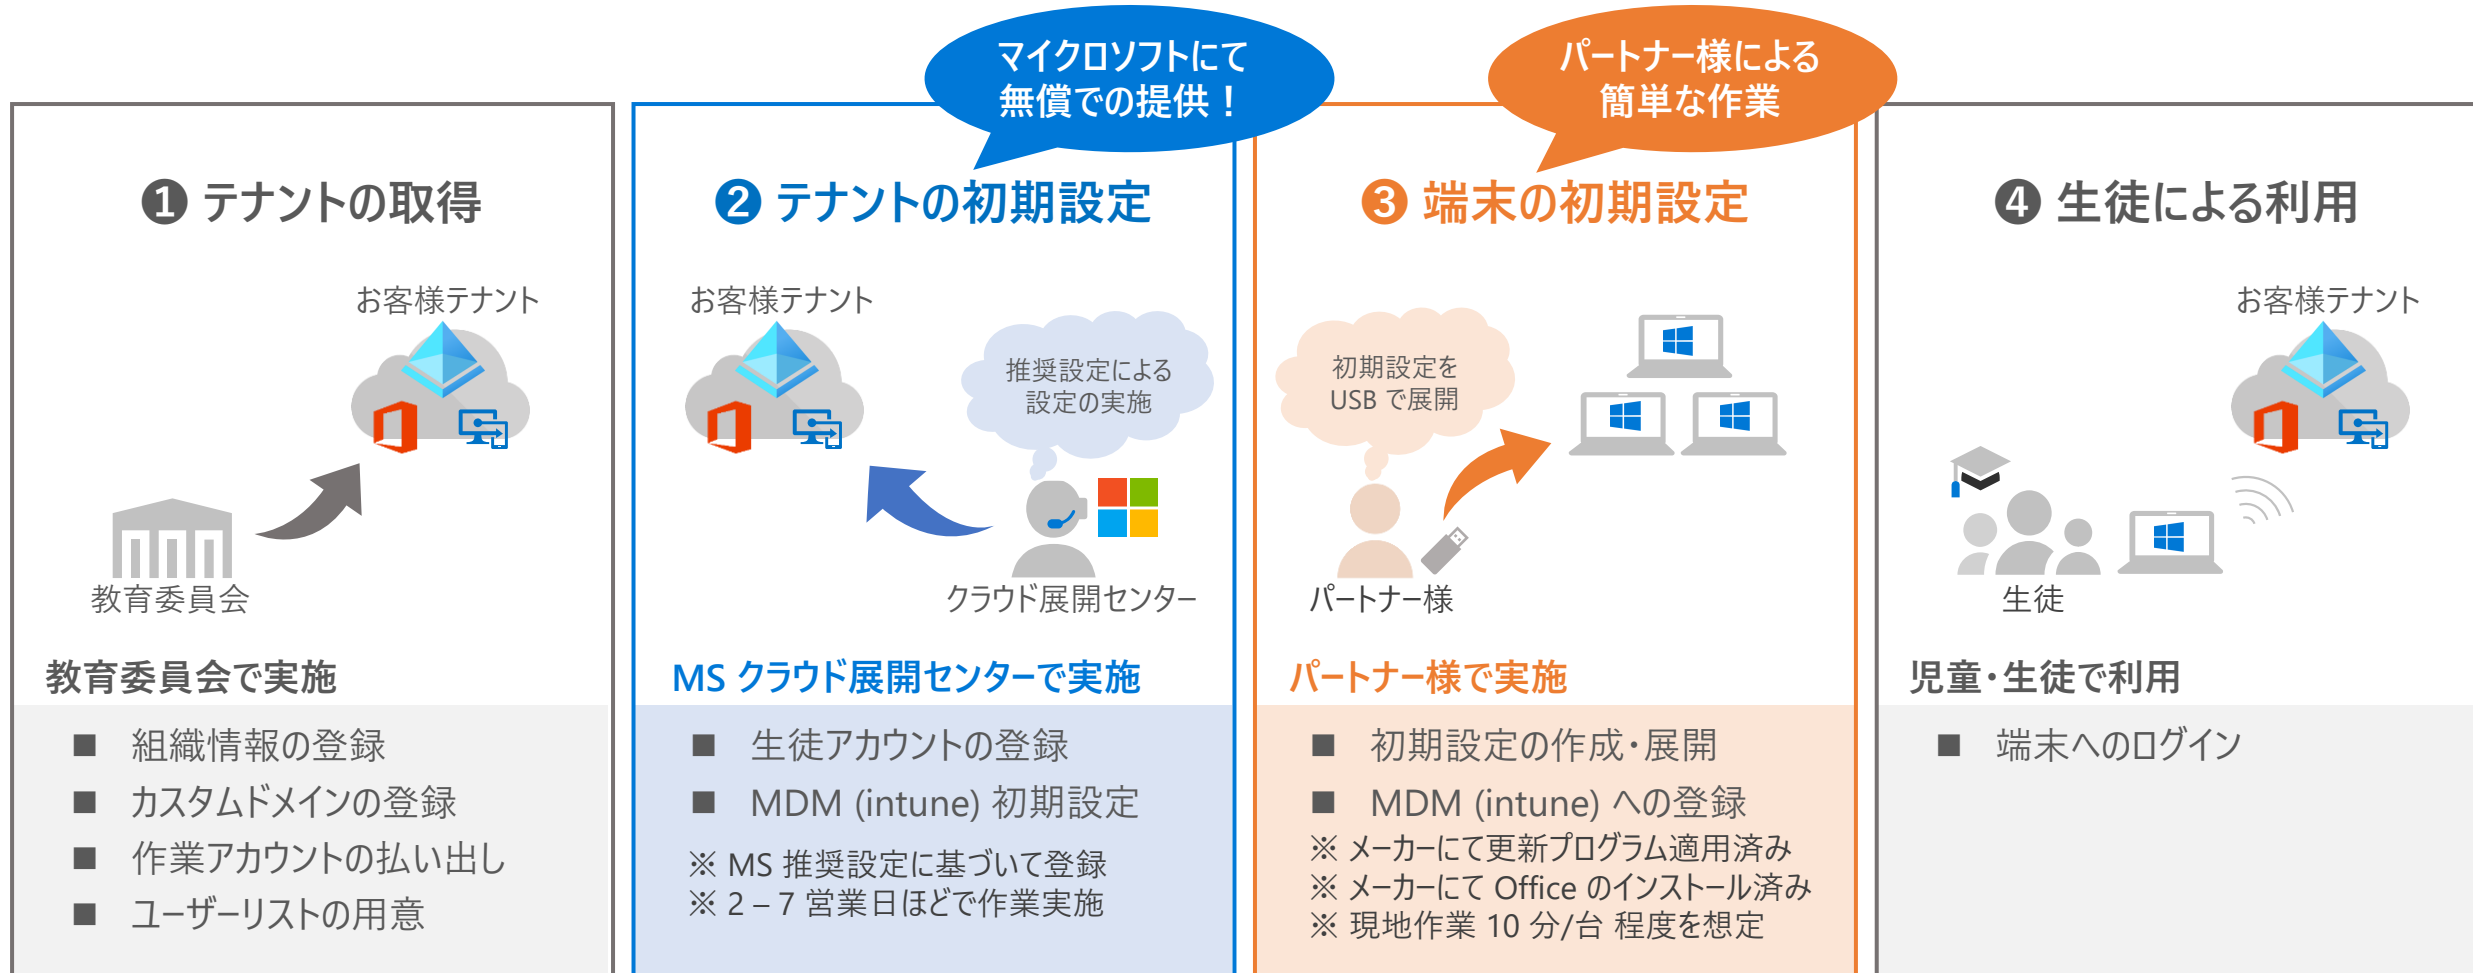 マイクロソフトにて
無償での提供！
パートナー様による
簡単な作業
❶ テナントの取得
お客様テナント
教育委員会
教育委員会で実施
■ 組織情報の登録
■ カスタムドメインの登録
■ 作業アカウントの払い出し
■ ユーザーリストの用意
❷ テナントの初期設定
お客様テナント
推奨設定による
設定の実施
クラウド展開センター
MS クラウド展開センターで実施
■ 生徒アカウントの登録
■ MDM (intune) 初期設定
※ MS 推奨設定に基づいて登録
※ 2 – 7 営業日ほどで作業実施
❸ 端末の初期設定
初期設定を
USB で展開
パートナー様
パートナー様で実施
■ 初期設定の作成・展開
■ MDM (intune) への登録
※ メーカーにて更新プログラム適用済み
※ メーカーにて Office のインストール済み
※ 現地作業 10 分/台 程度を想定
❹ 生徒による利用
お客様テナント
生徒
児童・生徒で利用
■ 端末へのログイン